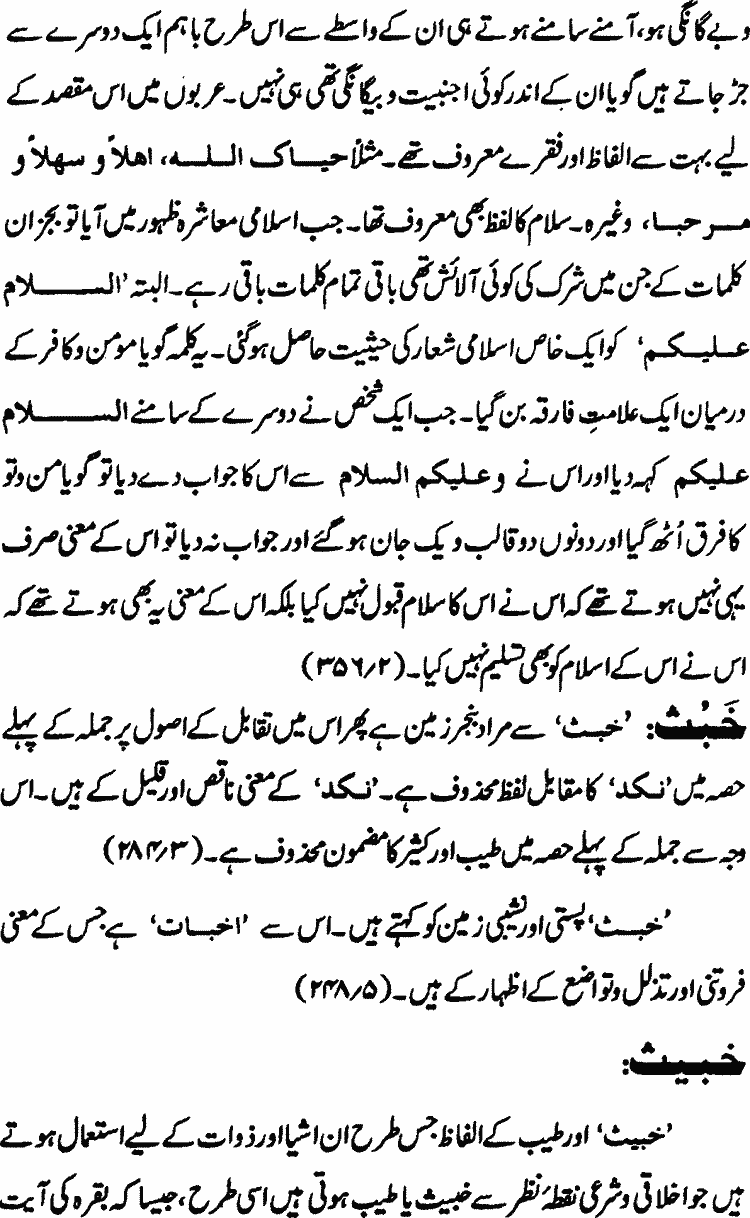 و بے گانگی ہو، آمنے سامنے ہوتے ہی ان کے واسطے سے اس طرح باہم ایک دوسرے سے
جڑ جاتے ہیں گویا ان کے اندر کوئی اجنبیت و بیگانگی تھی ہی نہیں۔ عربوں میں اس مقصد کے
لیے بہت سے الفاظ اور فقرے معروف تھے۔ مثلاً حیاک اللہ، اھلاً و سھلاً و
مرحبا، وغیرہ۔ سلام کا لفظ بھی معروف تھا۔ جب اسلامی معاشرہ ظہور میں آیا تو بجز ان
کلمات کے جن میں شرک کی کوئی آلائش تھی باقی تمام کلمات باقی رہے۔ البتہ ’السلام
علیکم‘ کو ایک خاص اسلامی شعار کی حیثیت حاصل ہوگئی۔ یہ کلمہ گویا مومن و کافر کے
درمیان ایک علامتِ فارقہ بن گیا۔ جب ایک شخص نے دوسرے کے سامنے السلام
علیکم کہہ دیا اور اس نے وعلیکم السلام سے اس کا جواب دے دیا تو گویا من و تو
کا فرق اُٹھ گیا اور دونوں دو قالب و یک جان ہو گئے اور جواب نہ دیا تو اس کے معنی صرف
یہی نہیں ہوتے تھے کہ اس نے اس کا سلام قبول نہیں کیا بلکہ اس کے معنی یہ بھی ہوتے تھے کہ
اس نے اس کے اسلام کو بھی تسلیم نہیں کیا۔ (۲؍۳۵۶)
خَبُث: ’خبث‘ سے مراد بنجر زمین ہے پھر اس میں تقابل کے اصول پر جملہ کے پہلے
حصہ میں ’نکد‘ کا مقابل لفظ محذوف ہے۔ ’نکد‘ کے معنی ناقص اور قلیل کے ہیں۔ اس
وجہ سے جملہ کے پہلے حصہ میں طیب اور کثیر کا مضمون محذوف ہے۔ (۳؍۲۸۴)
’خبث‘ پستی اور نشیبی زمین کو کہتے ہیں۔ اس سے ’اخبات‘ ہے جس کے معنی
فروتنی اور تذلل و تواضع کے اظہار کے ہیں۔ (۵؍۲۴۸)
خبیث:
’خبیث‘ اور طیب کے الفاظ جس طرح ان اشیا اور ذوات کے لیے استعمال ہوتے
ہیں جو اخلاقی و شرعی نقطۂ نظر سے خبیث یا طیب ہوتی ہیں اسی طرح، جیسا کہ بقرہ کی آیت